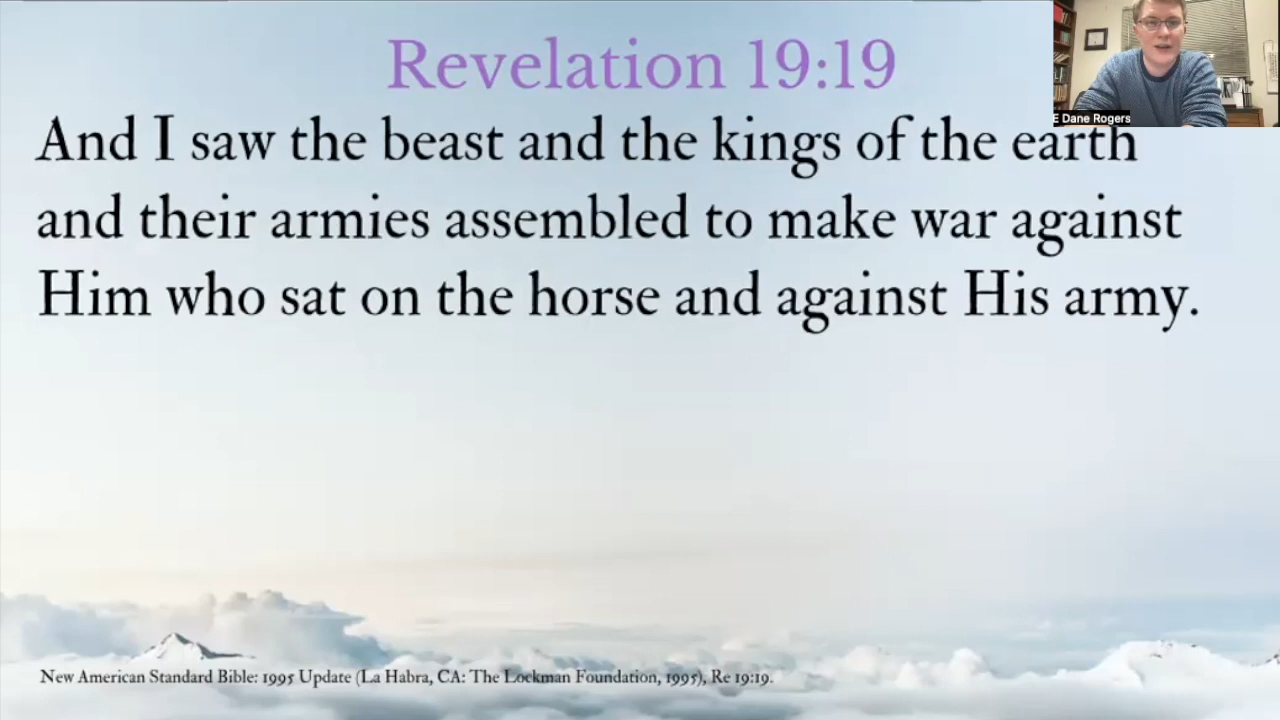 Revelation 19:19
E Dane Rogers
And I saw the beast and the kings of the earth
and their armies assembled to make war against
Him who sat on the horse and against His army.
New American Standard Bible: 1995 Update (La Habra, CA: The Lockman Foundation, 1995), Re 19:19.